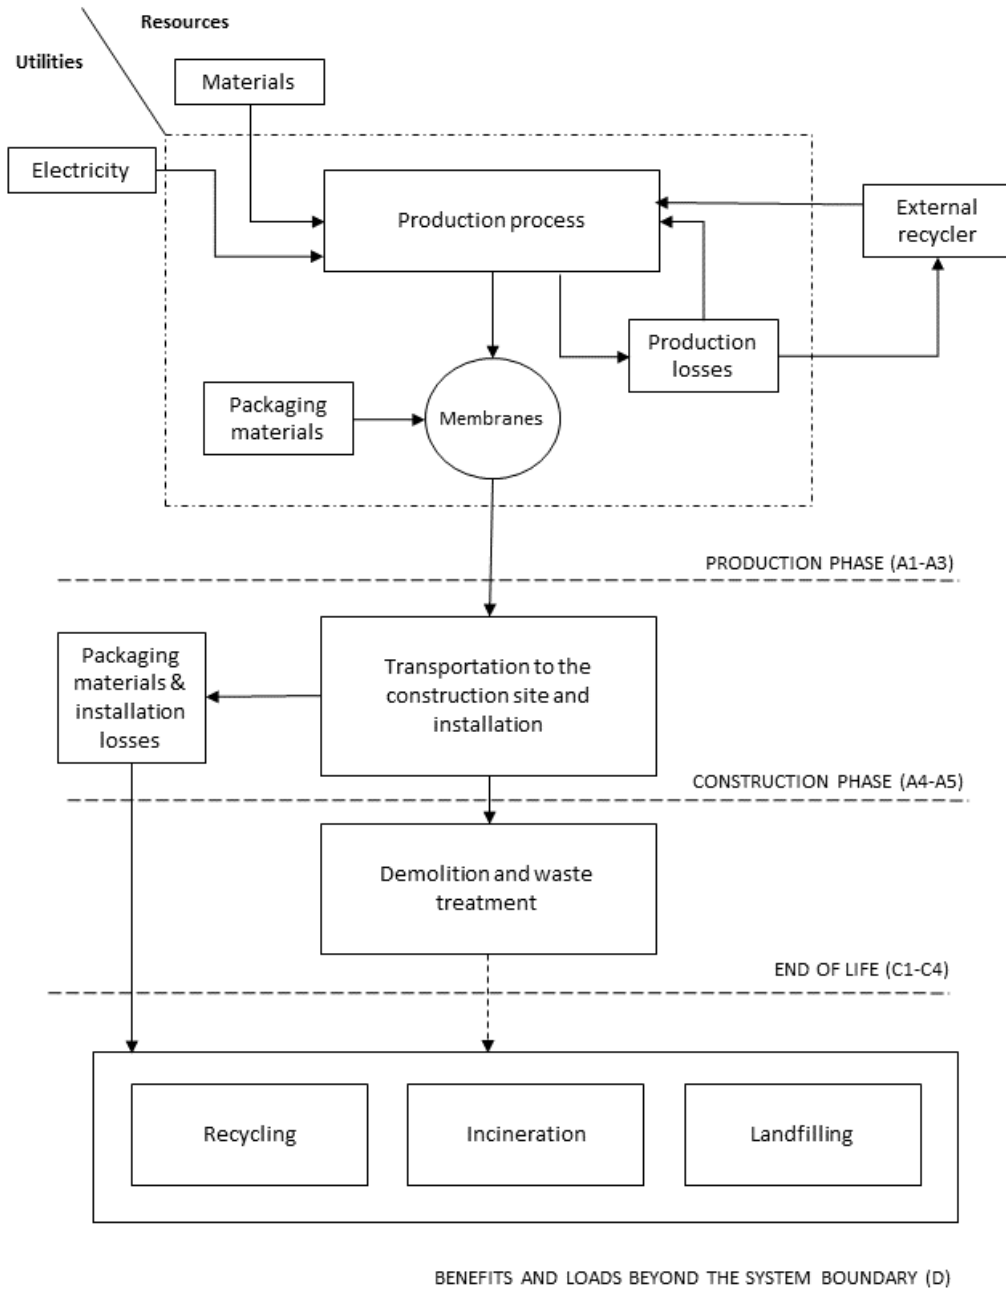 Resources
Utilities
Materials
Electricity
Production process
External
recycler
Production
losses
Packaging
materials
Membranes
PRODUCTION PHASE (A1-A3)
Packaging
materials &
installation
losses
Transportation to the
construction site and
installation
CONSTRUCTION PHASE (A4-A5)
Demolition and waste
treatment
END OF LIFE (C1-C4)
Recycling
Incineration
Landfilling
BENEFITS AND LOADS BEYOND THE SYSTEM BOUNDARY (D)